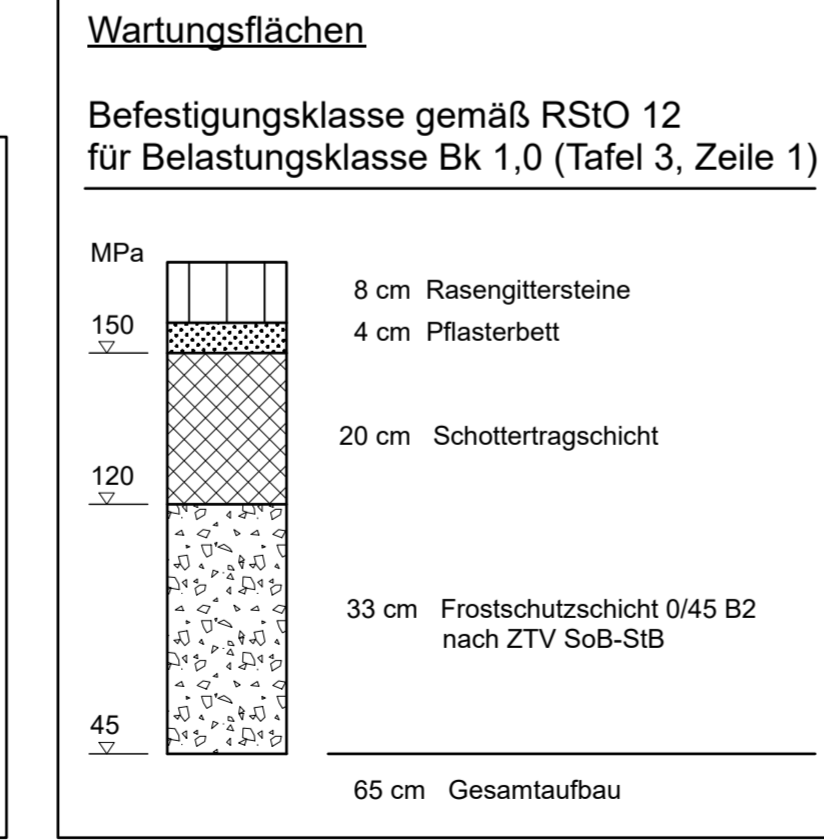 Wartungsflächen
Befestigungsklasse gemäß RStO 12
für Belastungsklasse Bk 1,0 (Tafel 3, Zeile 1)
MPa
8 cm Rasengittersteine
150
4 cm Pflasterbett
20 cm Schottertragschicht
120
33 cm Frostschutzschicht 0/45 B2
nach ZTV SoB-StB
45
65 cm Gesamtaufbau